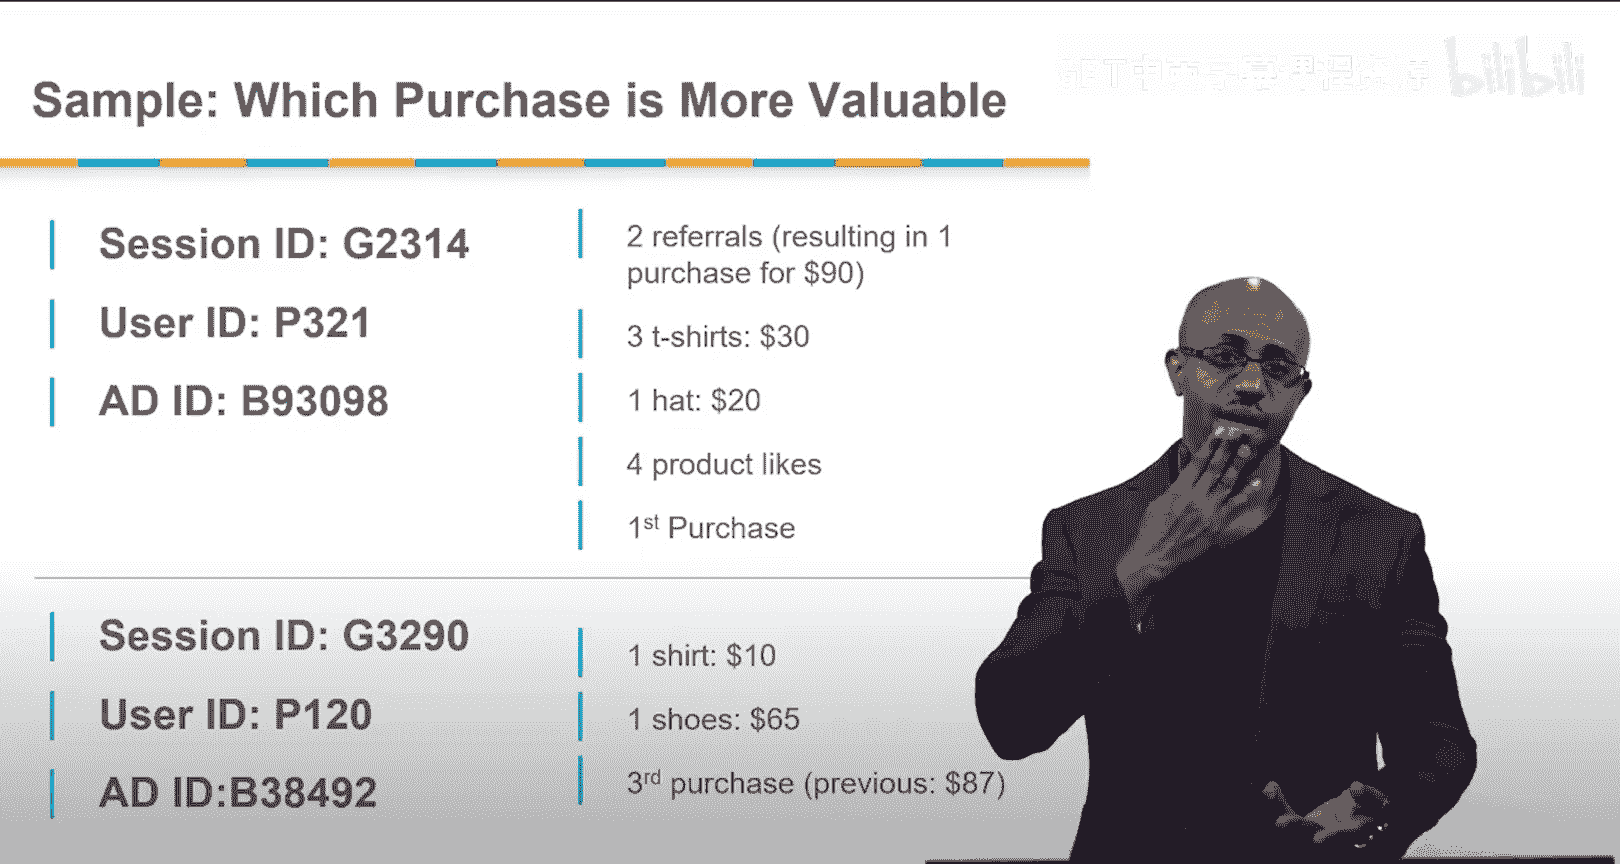 Sample: Which Purchase is More Valuable
bilibili
Session ID: G2314
User ID: P321
AD ID: B93098
2 referrals (resulting in 1
purchase for $90)
3 t-shirts: $30
1 hat: $20
4 product likes
1st Purchase
Session ID: G3290
User ID: P120
AD ID:B38492
1 shirt: $10
1 shoes: $65
3rd purchase (previous: $87)